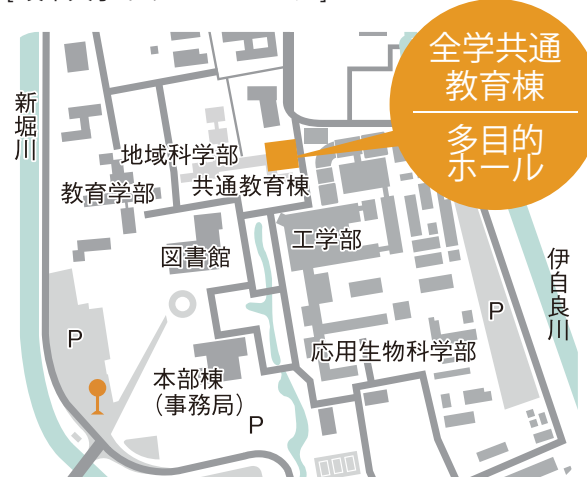 全学共通
教育棟
多目的
ホール
新堀川
地域科学部
共通教育棟
教育学部
図書館
工学部
伊自良川
P
P
応用生物科学部
本部棟
（事務局）
P